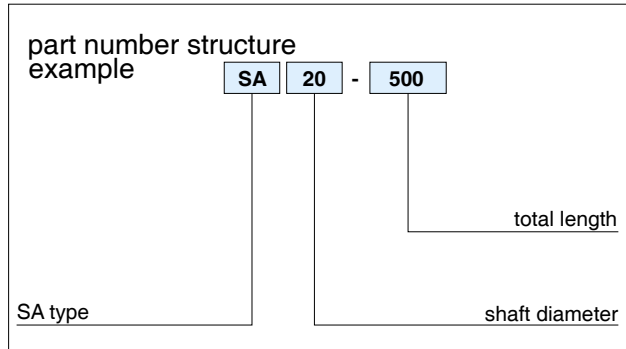 part number structure
example
SA 20 - 500
total length
SA type
shaft diameter